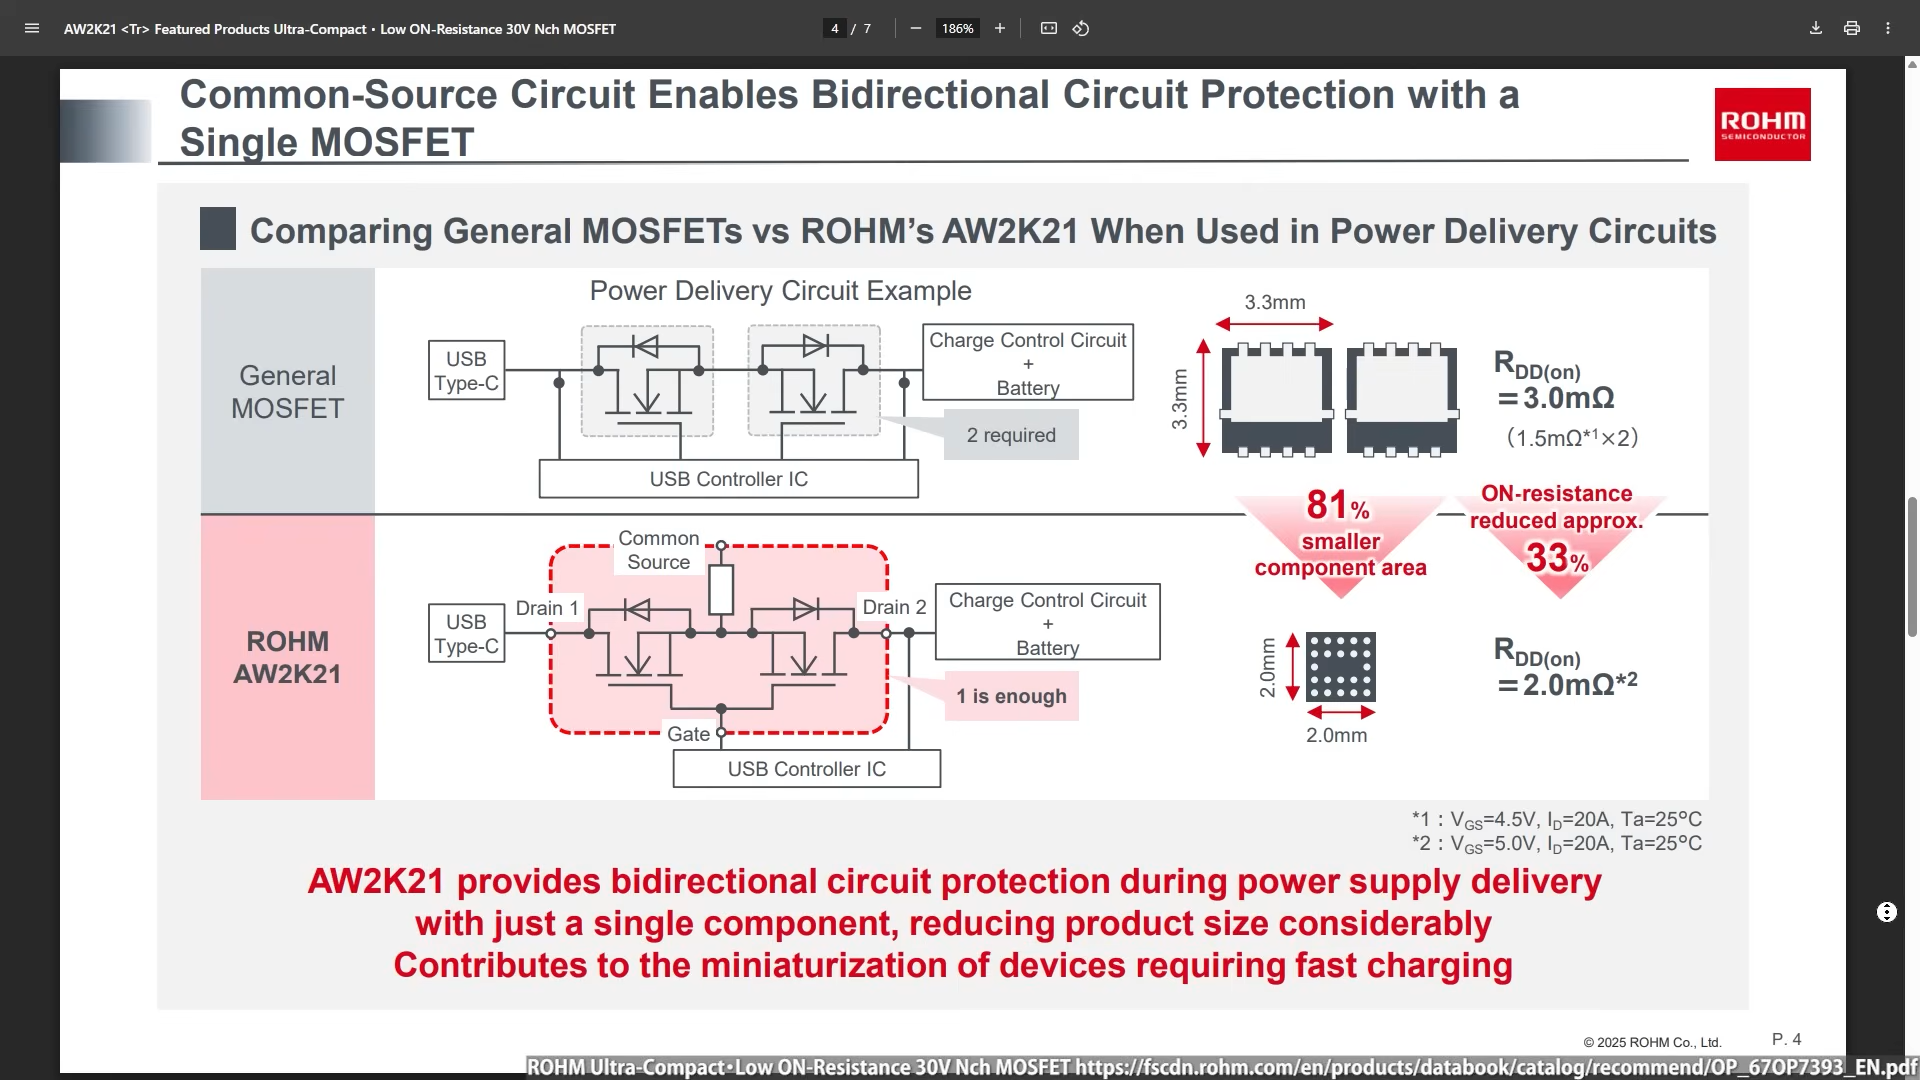 AW2K21 <Tr> Featured Products Ultra-Compact・Low ON-Resistance 30V Nch MOSFET
4 / 7
186%
Common-Source Circuit Enables Bidirectional Circuit Protection with a
Single MOSFET
ROHM
SEMICONDUCTOR
Comparing General MOSFETs vs ROHM’s AW2K21 When Used in Power Delivery Circuits
General
MOSFET
Power Delivery Circuit Example
USB
Type-C
Charge Control Circuit
+
Battery
2 required
USB Controller IC
3.3mm
3.3mm
RDD(on)
=3.0mΩ
(1.5mΩ*1×2)
81%
smaller
component area
ON-resistance
reduced approx.
33%
ROHM
AW2K21
Common
Source
USB
Type-C
Drain 1
Drain 2
Charge Control Circuit
+
Battery
1 is enough
Gate
USB Controller IC
2.0mm
2.0mm
RDD(on)
=2.0mΩ*2
*1 : VGS=4.5V, ID=20A, Ta=25°C
*2 : VGS=5.0V, ID=20A, Ta=25°C
AW2K21 provides bidirectional circuit protection during power supply delivery
with just a single component, reducing product size considerably
Contributes to the miniaturization of devices requiring fast charging
© 2025 ROHM Co., Ltd.
P. 4
ROHM Ultra-Compact・Low ON-Resistance 30V Nch MOSFET https://fscdn.rohm.com/en/products/databook/catalog/recommend/OP_67OP7393_EN.pdf